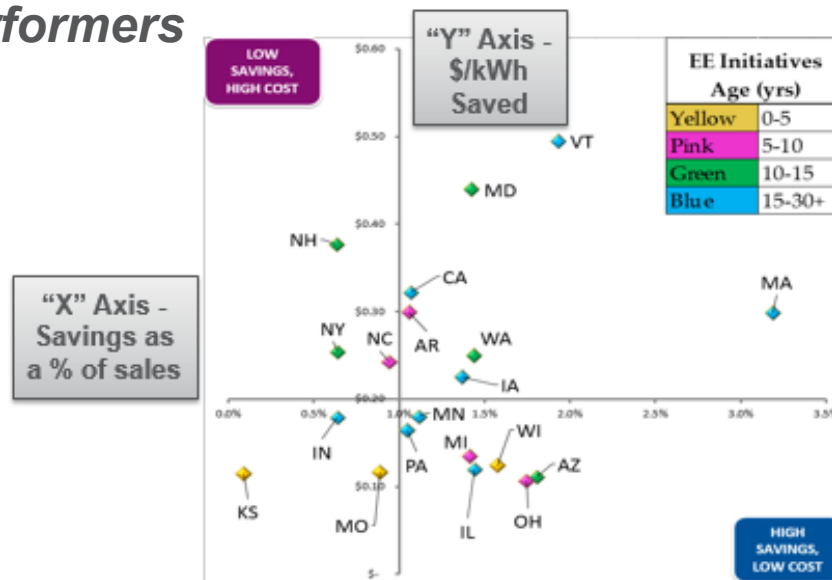 rformers
LOW
SAVINGS,
HIGH COST
"Y" Axis -
$/kWh
Saved
EE Initiatives
Age (yrs)
Yellow 0-5
Pink 5-10
Green 10-15
Blue 15-30+
$0.60
$0.50
VT
MD
$0.40
NH
CA
MA
"X" Axis -
Savings as
a % of sales
$0.30
NY
NC
AR
WA
IA
$0.20
0.0% 0.5% 1.0% 1.5% 2.0% 2.5% 3.0% 3.5%
MN
IN
PA
MI
WI
AZ
$0.10
KS
MO
IL
OH
HIGH
SAVINGS,
LOW COST
$-